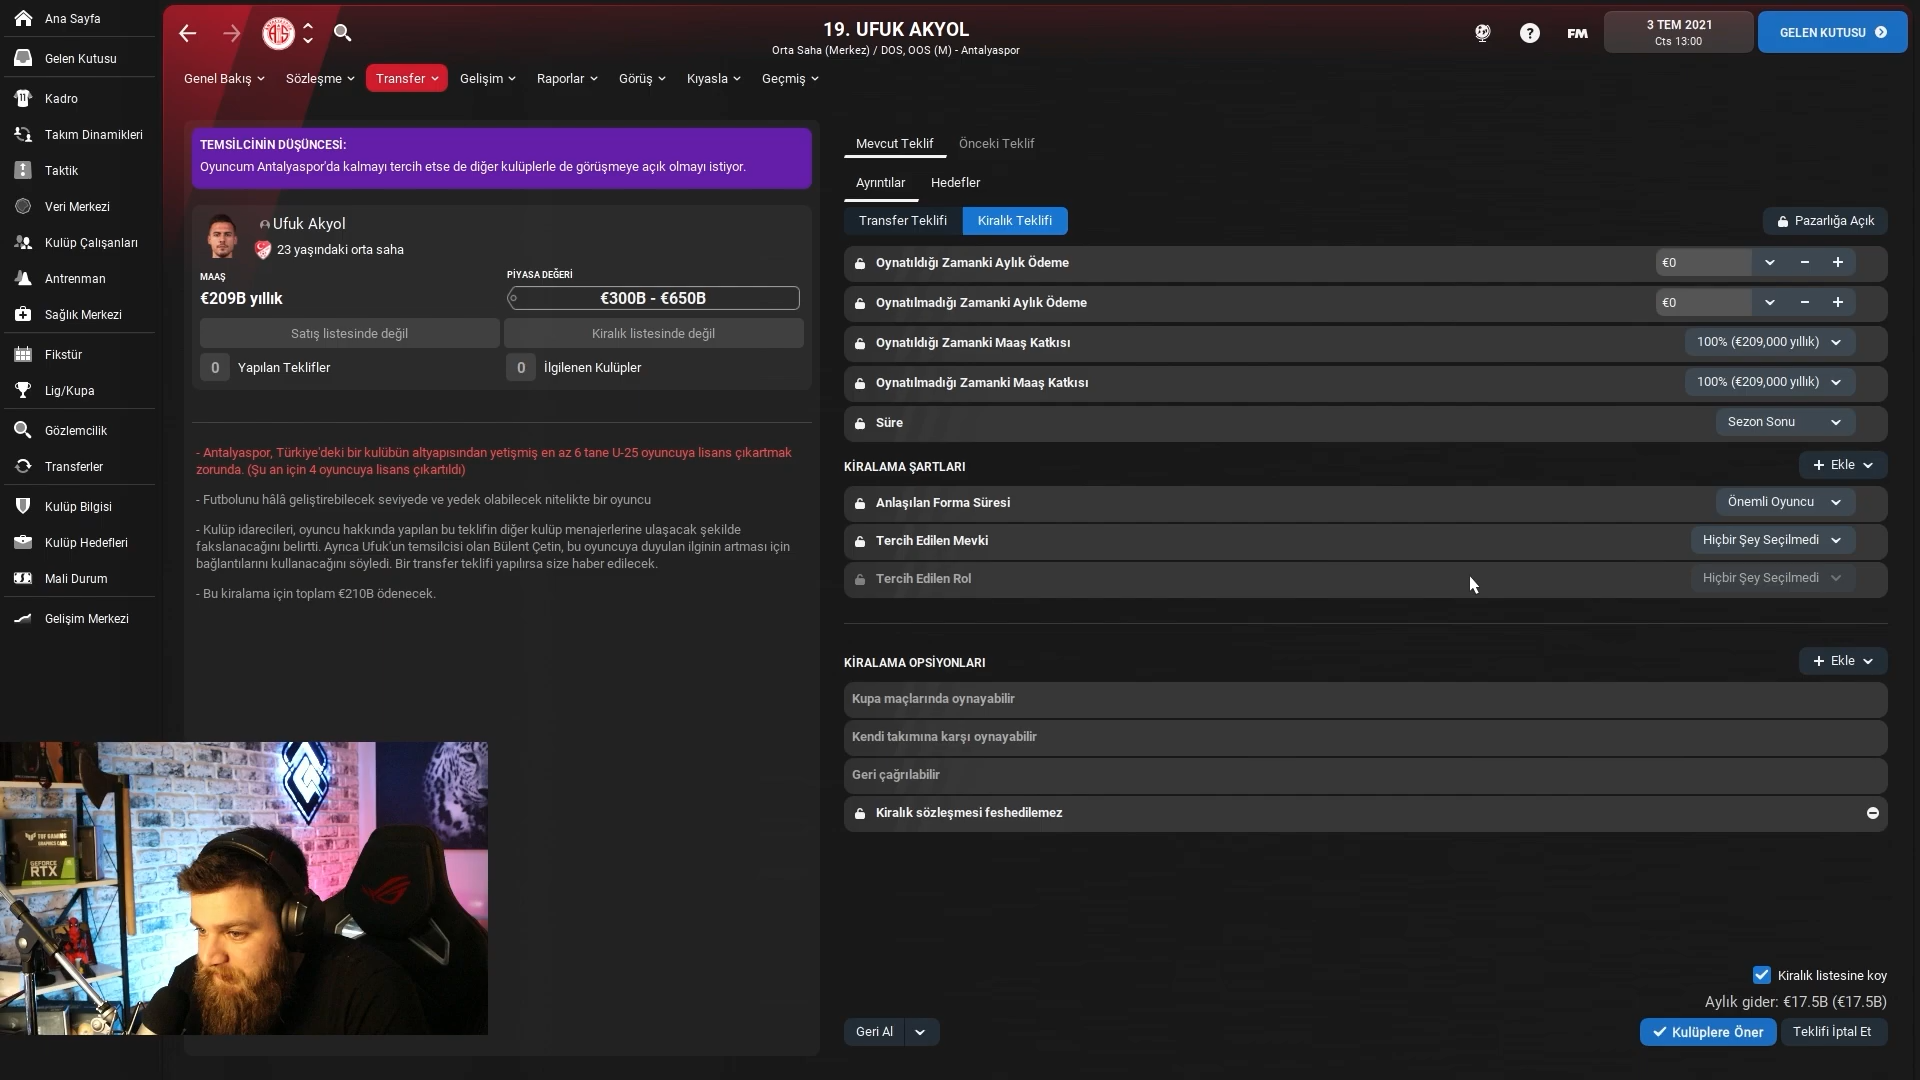 Ana Sayfa
Gelen Kutusu
Kadro
Takım Dinamikleri
Taktik
Veri Merkezi
Kulüp Çalışanları
Antrenman
Sağlık Merkezi
Fikstür
Lig/Kupa
Gözlemcilik
Transferler
Kulüp Bilgisi
Kulüp Hedefleri
Mali Durum
Gelişim Merkezi
19. UFUK AKYOL
Orta Saha (Merkez) / DOS, OOS (M) - Antalyaspor
FM
3 TEM 2021
Cts 13:00
GELEN KUTUSU
Genel Bakış
Sözleşme
Transfer
Gelişim
Raporlar
Görüş
Kıyasla
Geçmiş
TEMSİLCİNİN DÜŞÜNCESİ:
Oyuncum Antalyaspor'da kalmayı tercih etse de diğer kulüplerle de görüşmeye açık olmayı istiyor.
Ufuk Akyol
23 yaşındaki orta saha
MAAŞ
€209B yıllık
PİYASA DEĞERİ
€300B - €650B
Satış listesinde değil
Kiralık listesinde değil
0 Yapılan Teklifler
0 İlgilenen Kulüpler
- Antalyaspor, Türkiye'deki bir kulübün altyapısından yetişmiş en az 6 tane U-25 oyuncuya lisans çıkartmak
zorunda. (Şu an için 4 oyuncuya lisans çıkartıldı)
- Futbolunu hâlâ geliştirebilecek seviyede ve yedek olabilecek nitelikte bir oyuncu
- Kulüp idarecileri, oyuncu hakkında yapılan bu teklifin diğer kulüp menajerlerine ulaşacak şekilde
fakslanacağını belirtti. Ayrıca Ufuk'un temsilcisi olan Bülent Çetin, bu oyuncuya duyulan ilginin artması için
bağlantılarını kullanacağını söyledi. Bir transfer teklifi yapılırsa size haber edilecek.
- Bu kiralama için toplam €210B ödenecek.
Mevcut Teklif
Önceki Teklif
Ayrıntılar
Hedefler
Transfer Teklifi
Kiralık Teklifi
Pazarlığa Açık
Oynatıldığı Zamanki Aylık Ödeme
€0
Oynatılmadığı Zamanki Aylık Ödeme
€0
Oynatıldığı Zamanki Maaş Katkısı
100% (€209,000 yıllık)
Oynatılmadığı Zamanki Maaş Katkısı
100% (€209,000 yıllık)
Süre
Sezon Sonu
KİRALAMA ŞARTLARI
Ekle
Anlaşılan Forma Süresi
Önemli Oyuncu
Tercih Edilen Mevki
Hiçbir Şey Seçilmedi
Tercih Edilen Rol
Hiçbir Şey Seçilmedi
KİRALAMA OPSİYONLARI
Ekle
Kupa maçlarında oynayabilir
Kendi takımına karşı oynayabilir
Geri çağrılabilir
Kiralık sözleşmesi feshedilemez
Kiralık listesine koy
Aylık gider: €17.5B (€17.5B)
Geri Al
Kulüplere Öner
Teklifi İptal Et
TUF GAMING
GEFORCE
RTX